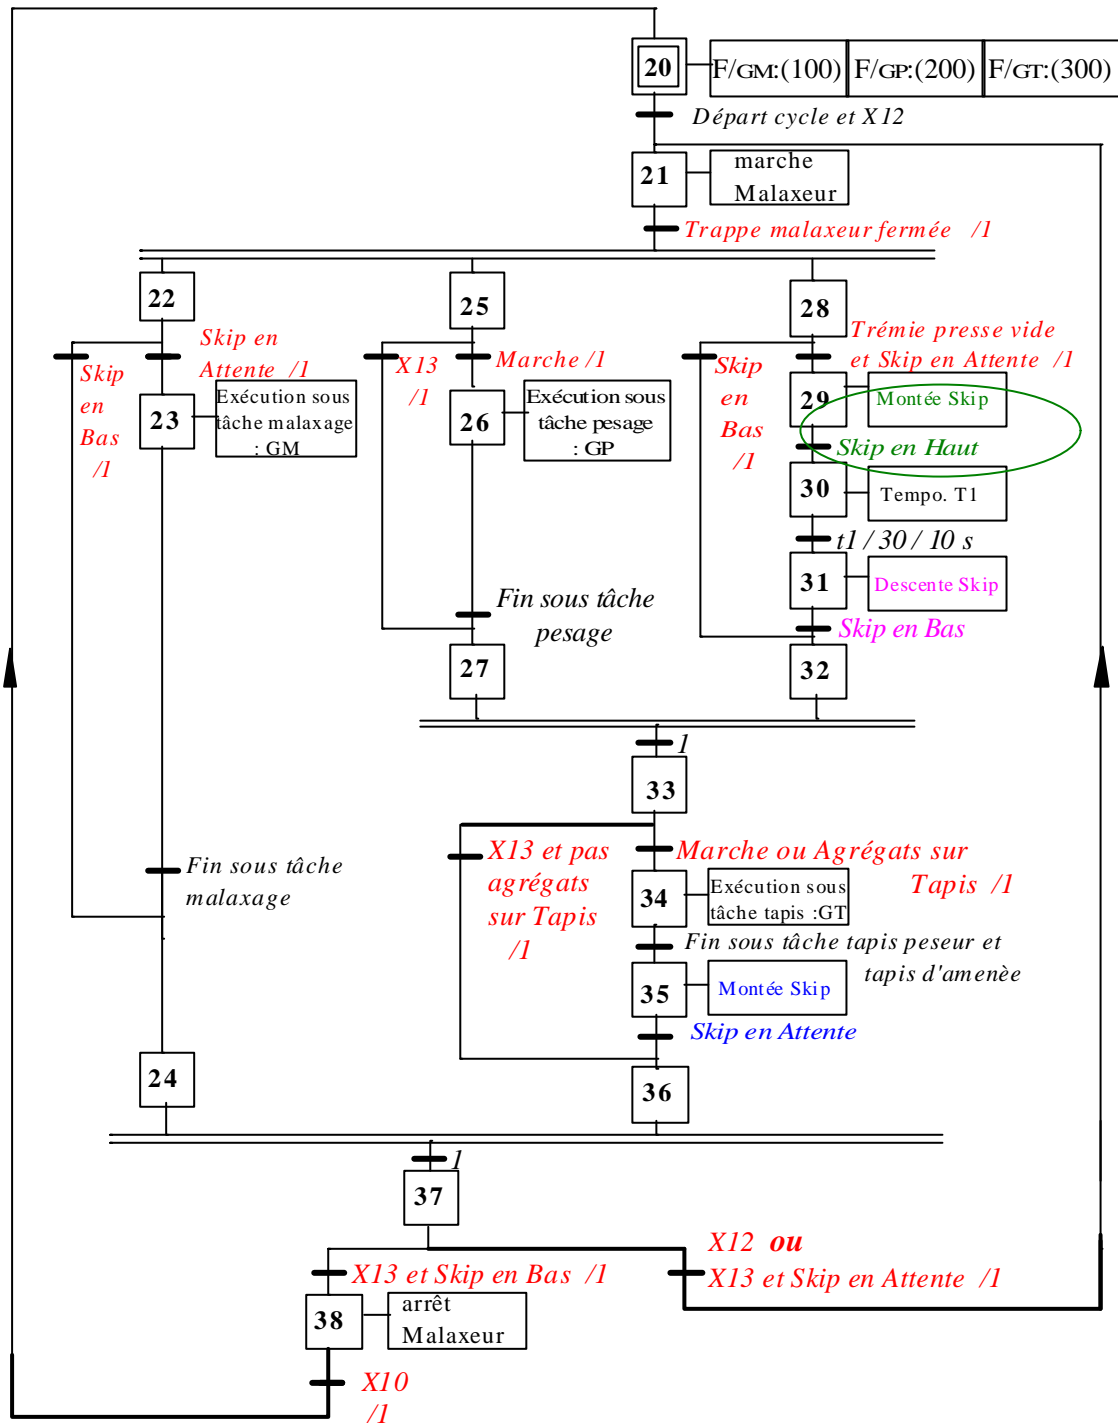 20
F/GM:(100) F/GP:(200) F/GT:(300)
Départ cycle et X12
21
marche
Malaxeur
Trappe malaxeur fermée /1
22
25
28
Skip en
Attente /1
Skip
en
Bas
/1
23
Exécution sous
tâche malaxage
: GM
X13
/1
Marche /1
26
Exécution sous
tâche pesage
: GP
Skip
en
Bas
/1
Trémie presse vide
et Skip en Attente /1
29
Montée Skip
Skip en Haut
30
Tempo. T1
t1 / 30 / 10 s
31
Descente Skip
Skip en Bas
Fin sous tâche
pesage
27
32
1
33
X13 et pas
agrégats
sur Tapis
/1
Marche ou Agrégats sur
Tapis /1
34
Exécution sous
tâche tapis :GT
Fin sous tâche
malaxage
Fin sous tâche tapis peseur et
tapis d'amenèe
35
Montée Skip
Skip en Attente
24
36
1
37
X12 ou
X13 et Skip en Attente /1
X13 et Skip en Bas /1
38
arrêt
Malaxeur
X10
/1